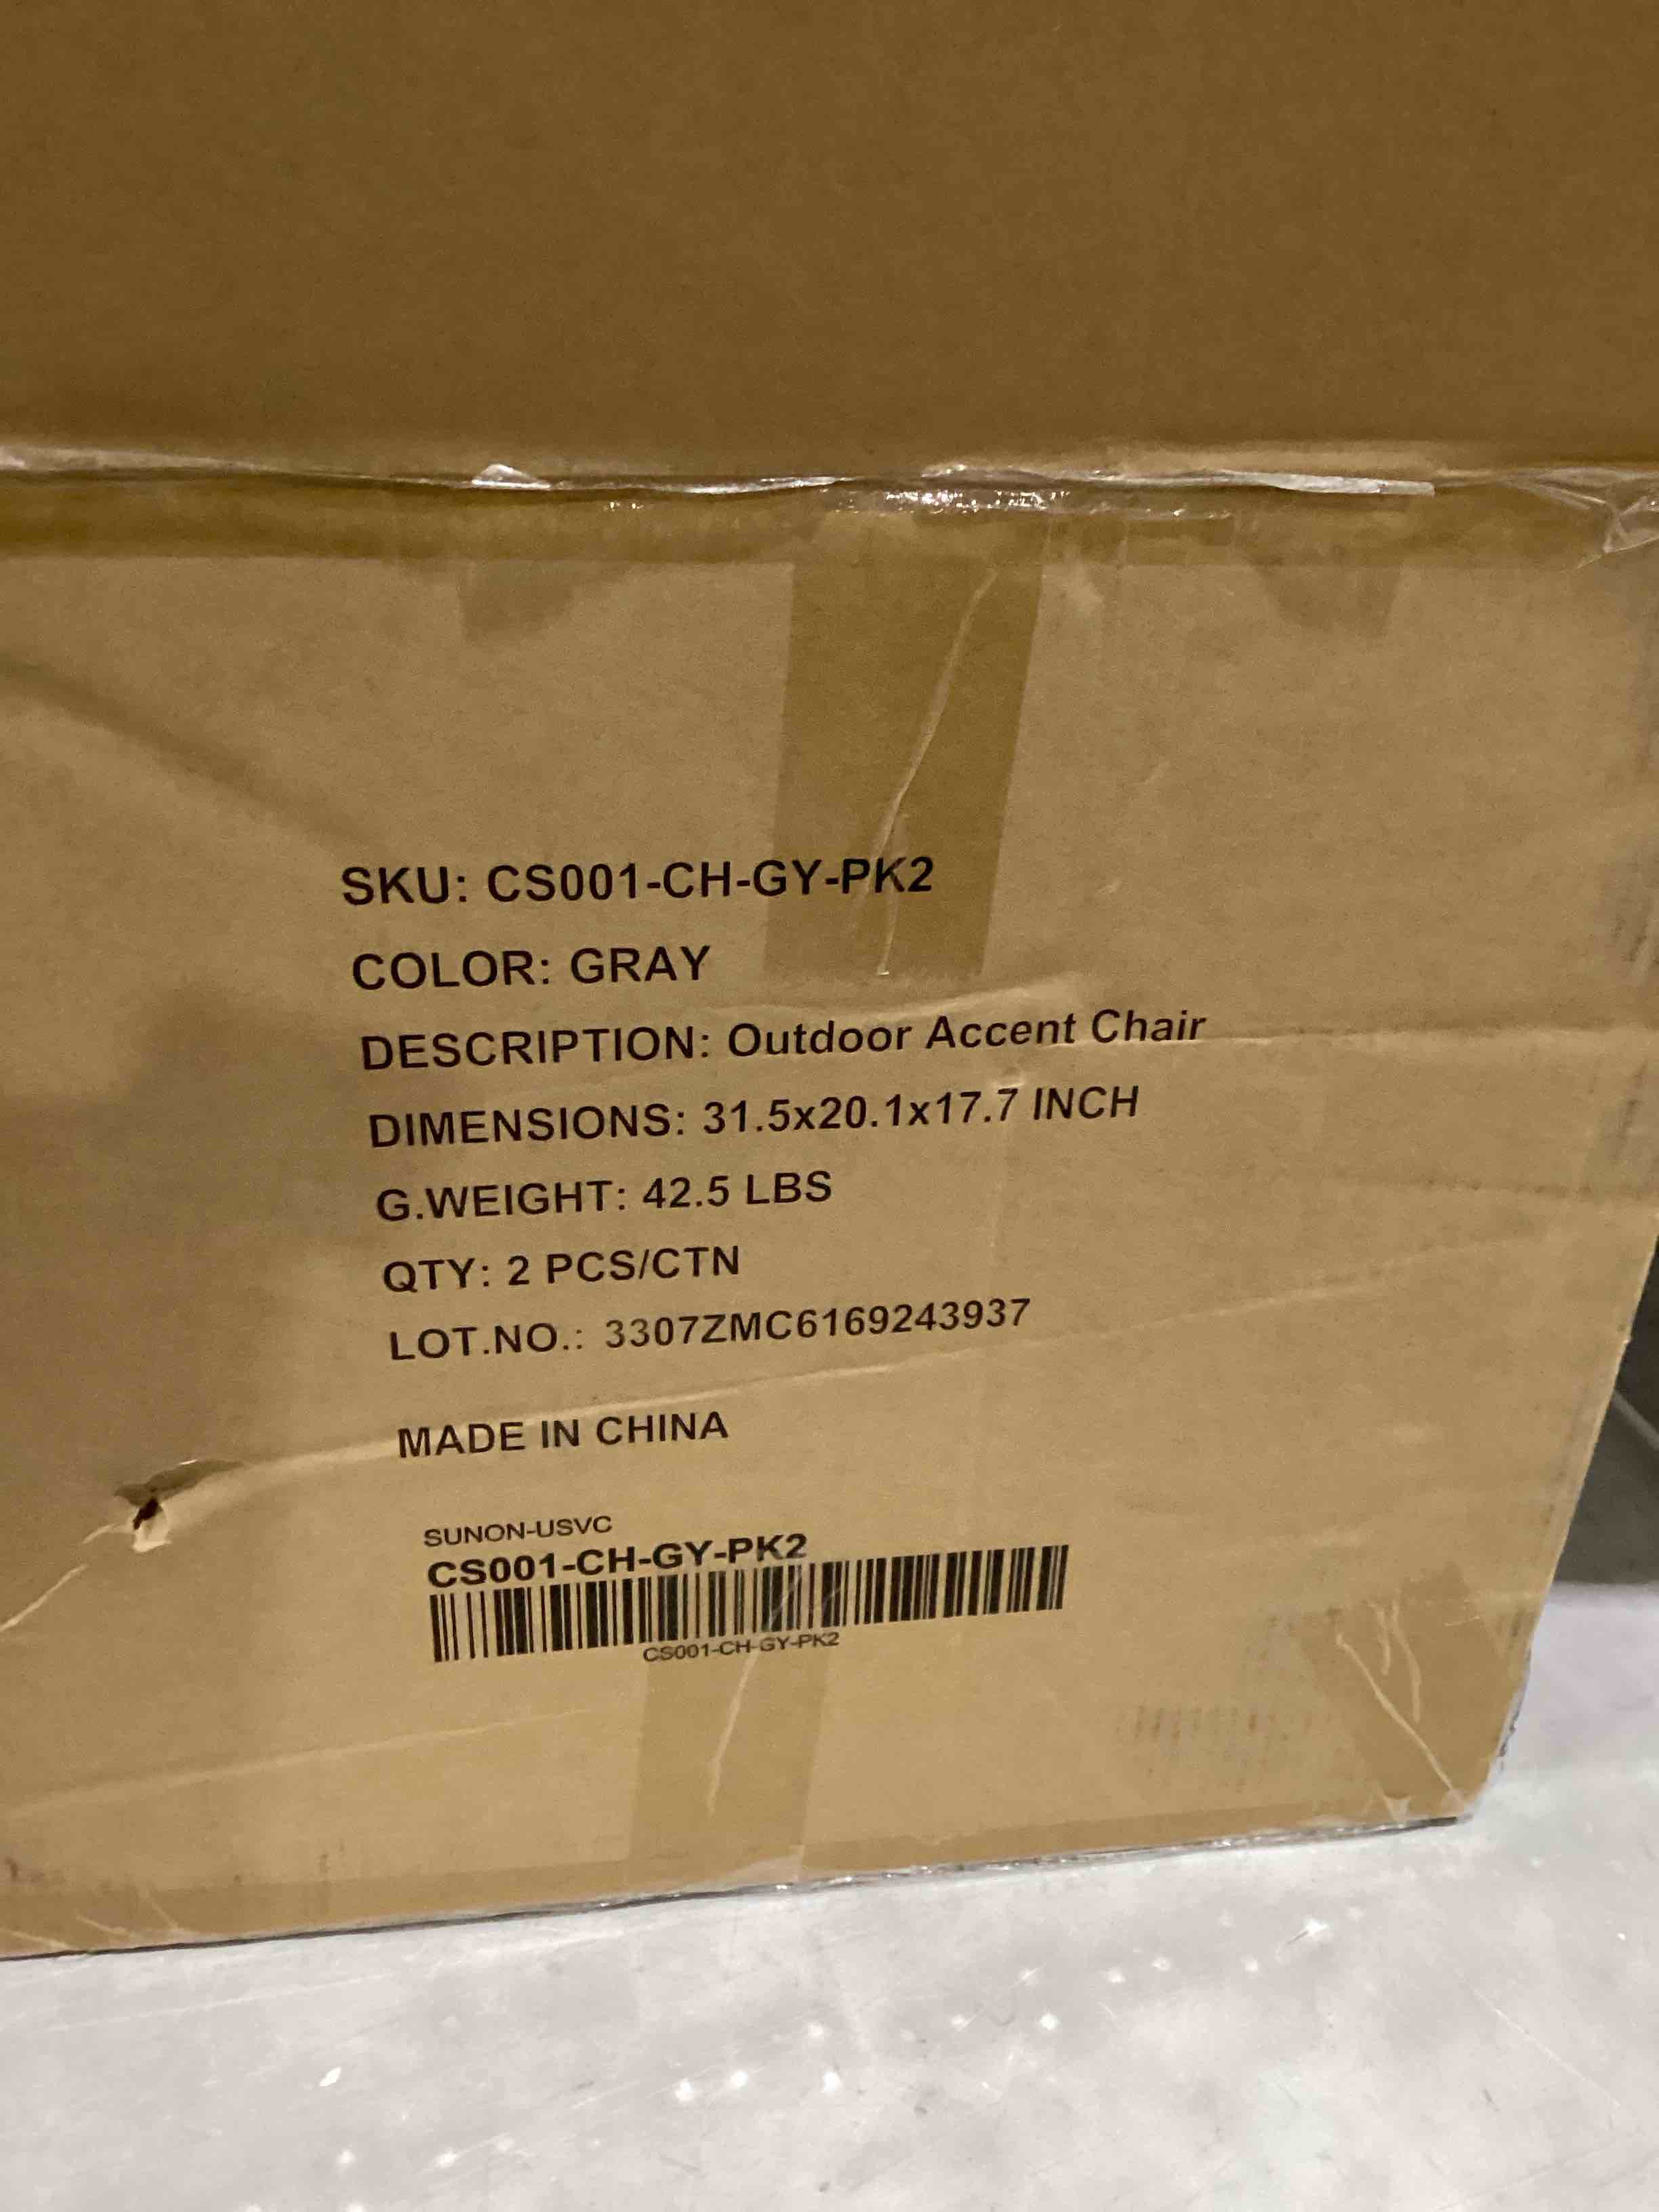 SKU: CS001-CH-GY-PK2
COLOR: GRAY
DESCRIPTION: Outdoor Accent Chair
DIMENSIONS: 31.5x20.1x17.7 INCH
G.WEIGHT: 42.5 LBS
QTY: 2 PCS/CTN
LOT.NO.: 3307ZMC6169243937
MADE IN CHINA
SUNON-USVC
CS001-CH-GY-PK2
CS001-CH-GY-PK2